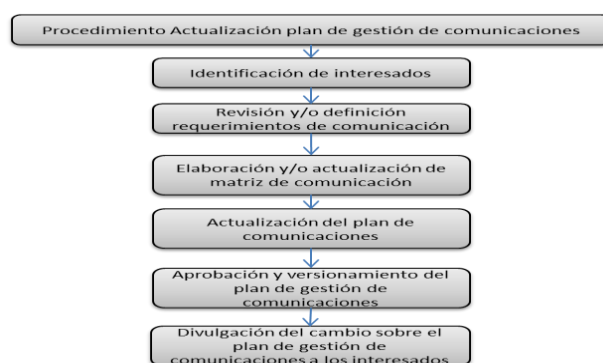 Procedimiento Actualización plan de gestión de comunicaciones
Identificación de interesados
Revisión y/o definición
requerimientos de comunicación
Elaboración y/o actualización de
matriz de comunicación
Actualización del plan de
comunicaciones
Aprobación y versionamiento del
plan de gestión de
comunicaciones
Divulgación del cambio sobre el
plan de gestión de
comunicaciones a los interesados